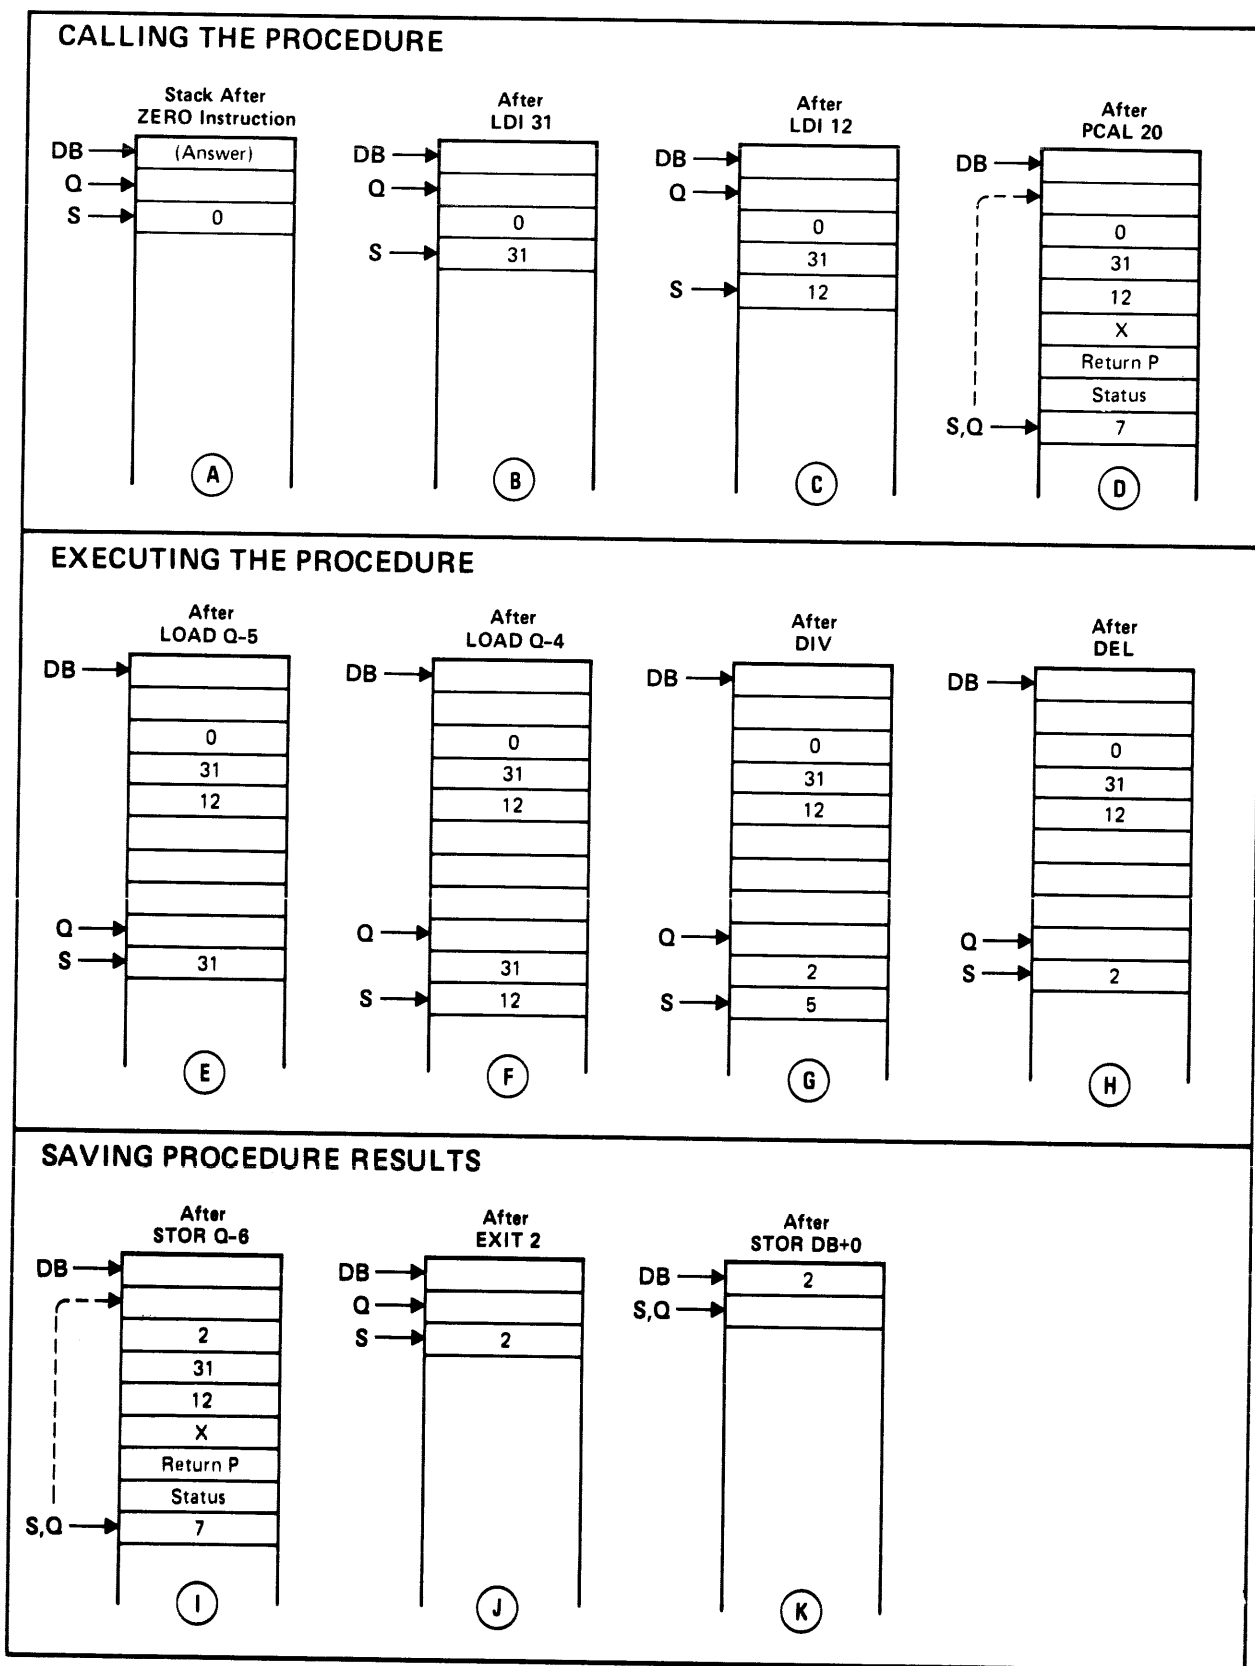 CALLING THE PROCEDURE
Stack After
ZERO Instruction
DB
(Answer)
Q
S
0
A
After
LDI 31
DB
Q
0
S
31
B
After
LDI 12
DB
Q
0
31
S
12
C
After
PCAL 20
DB
0
31
12
X
Return P
Status
S,Q
7
D
EXECUTING THE PROCEDURE
After
LOAD Q-5
DB
0
31
12
Q
S
31
E
After
LOAD Q-4
DB
0
31
12
Q
31
S
12
F
After
DIV
DB
0
31
12
Q
2
S
5
G
After
DEL
DB
0
31
12
Q
S
2
H
SAVING PROCEDURE RESULTS
After
STOR Q-6
DB
2
31
12
X
Return P
Status
S,Q
7
I
After
EXIT 2
DB
Q
S
2
J
After
STOR DB+0
DB
2
S,Q
K